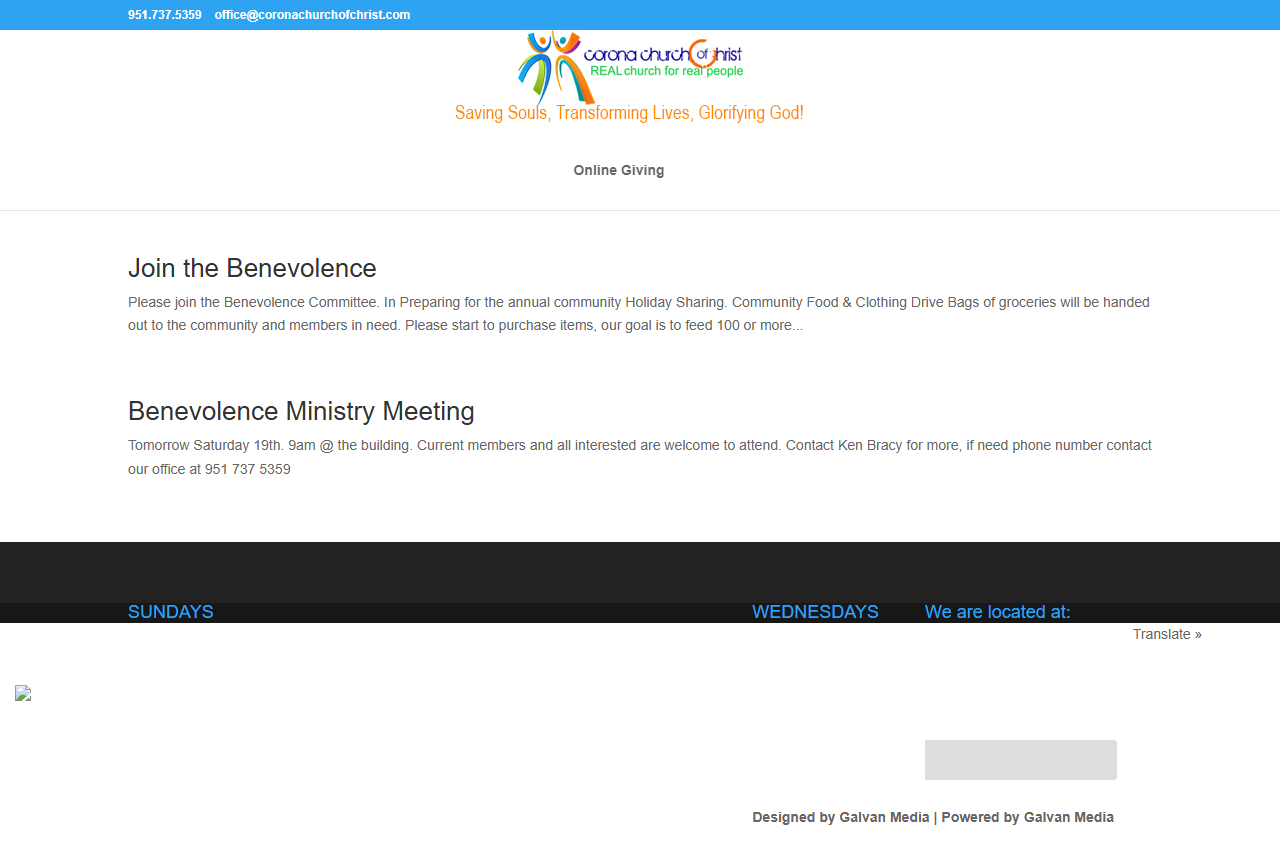 951.737.5359 office@coronachurchofchrist.com
corona church of Christ
REAL church for real people
Saving Souls, Transforming Lives, Glorifying God!
Online Giving
Join the Benevolence
Please join the Benevolence Committee. In Preparing for the annual community Holiday Sharing. Community Food & Clothing Drive Bags of groceries will be handed
out to the community and members in need. Please start to purchase items, our goal is to feed 100 or more...
Benevolence Ministry Meeting
Tomorrow Saturday 19th. 9am @ the building. Current members and all interested are welcome to attend. Contact Ken Bracy for more, if need phone number contact
our office at 951 737 5359
SUNDAYS WEDNESDAYS We are located at:
Translate »
Designed by Galvan Media | Powered by Galvan Media